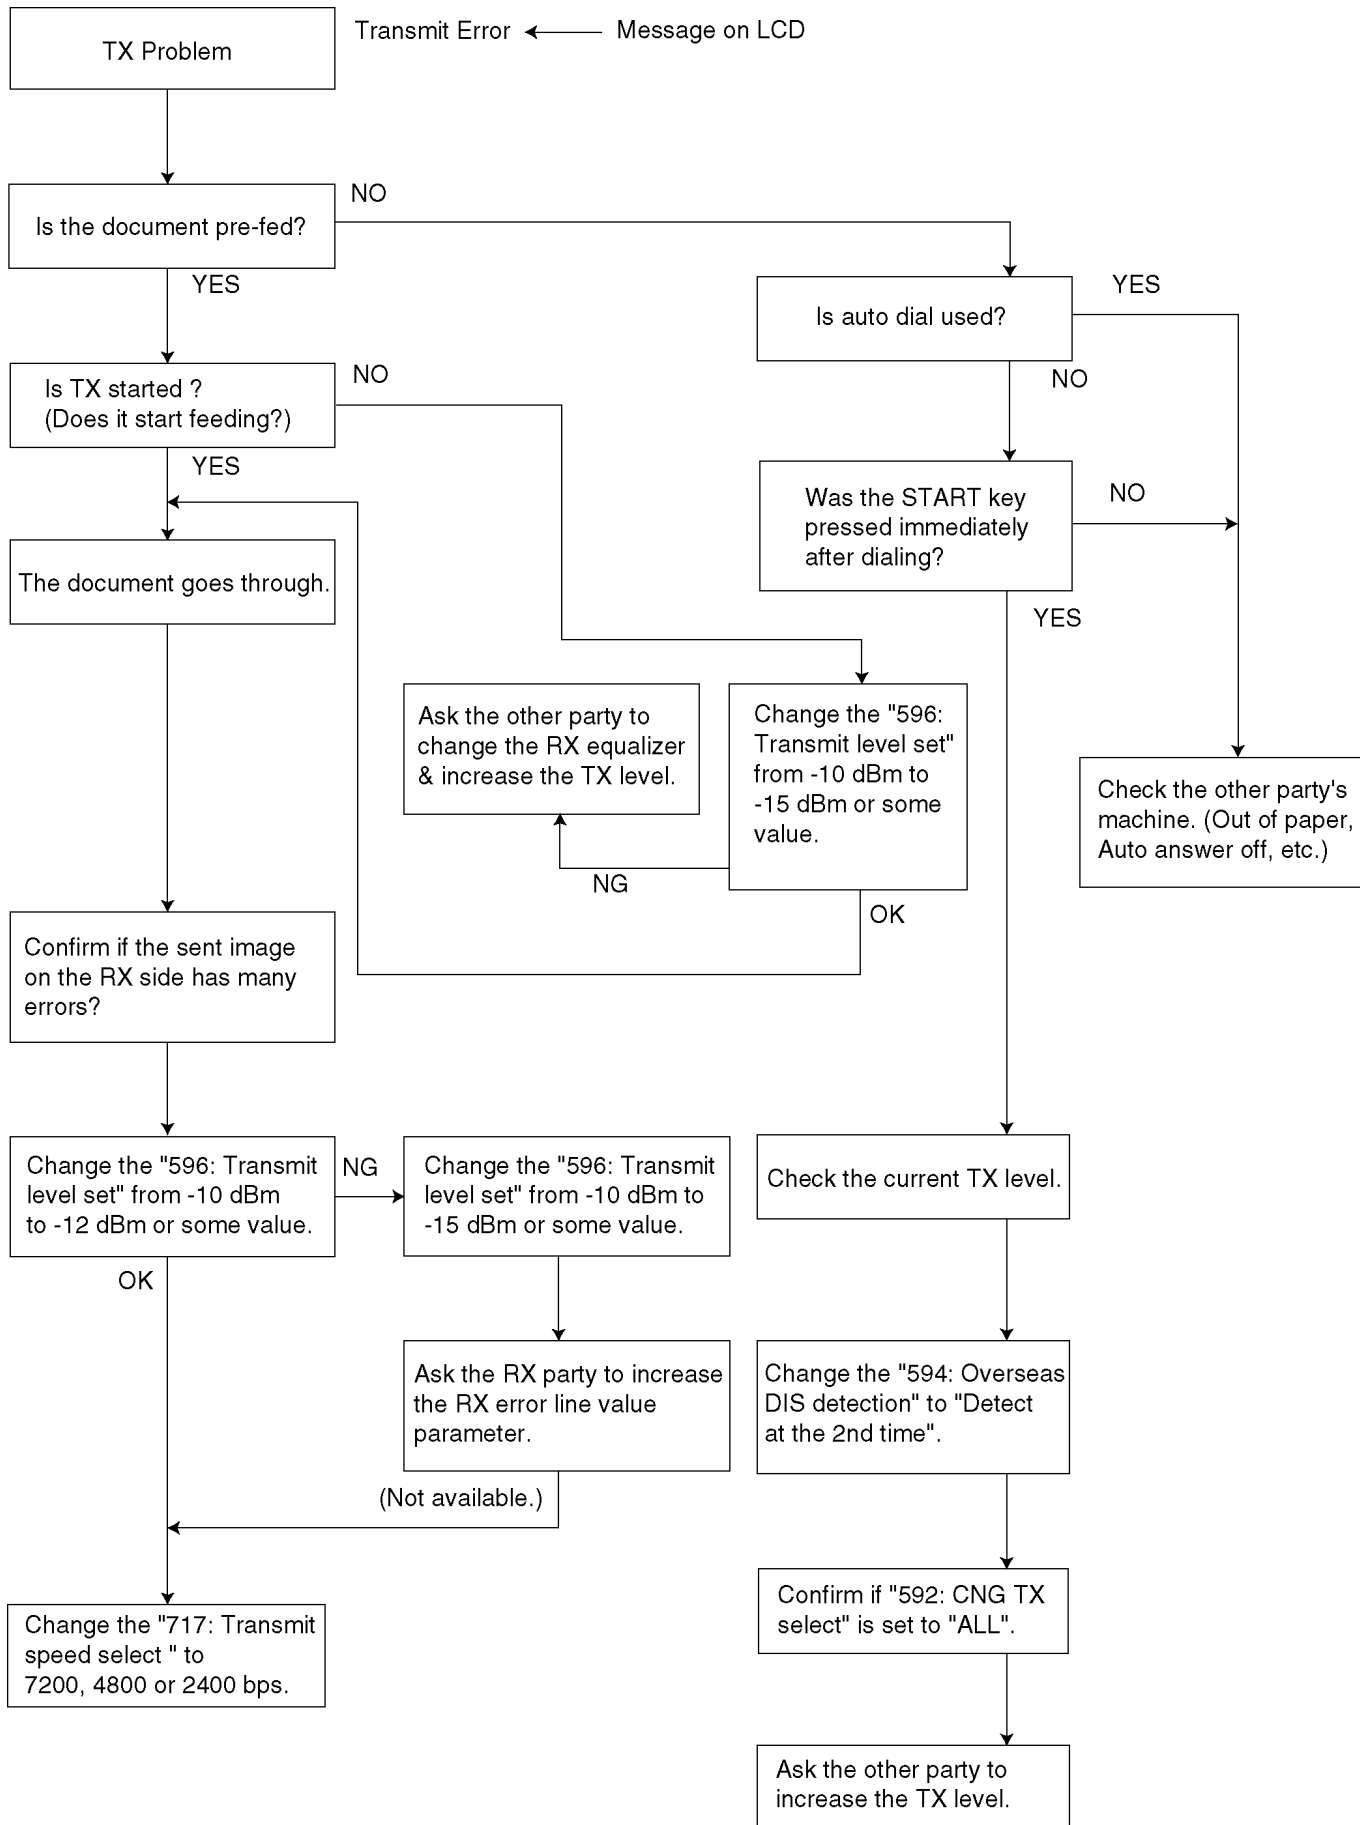 TX Problem
Transmit Error
Message on LCD
Is the document pre-fed?
NO
YES
Is auto dial used?
YES
NO
Is TX started ?
(Does it start feeding?)
NO
YES
Was the START key
pressed immediately
after dialing?
NO
YES
The document goes through.
Ask the other party to
change the RX equalizer
& increase the TX level.
Change the "596:
Transmit level set"
from -10 dBm to
-15 dBm or some
value.
NG
OK
Check the other party's
machine. (Out of paper,
Auto answer off, etc.)
Confirm if the sent image
on the RX side has many
errors?
Change the "596: Transmit
level set" from -10 dBm
to -12 dBm or some value.
NG
OK
Change the "596: Transmit
level set" from -10 dBm to
-15 dBm or some value.
Check the current TX level.
Ask the RX party to increase
the RX error line value
parameter.
(Not available.)
Change the "594: Overseas
DIS detection" to "Detect
at the 2nd time".
Change the "717: Transmit
speed select " to
7200, 4800 or 2400 bps.
Confirm if "592: CNG TX
select" is set to "ALL".
Ask the other party to
increase the TX level.